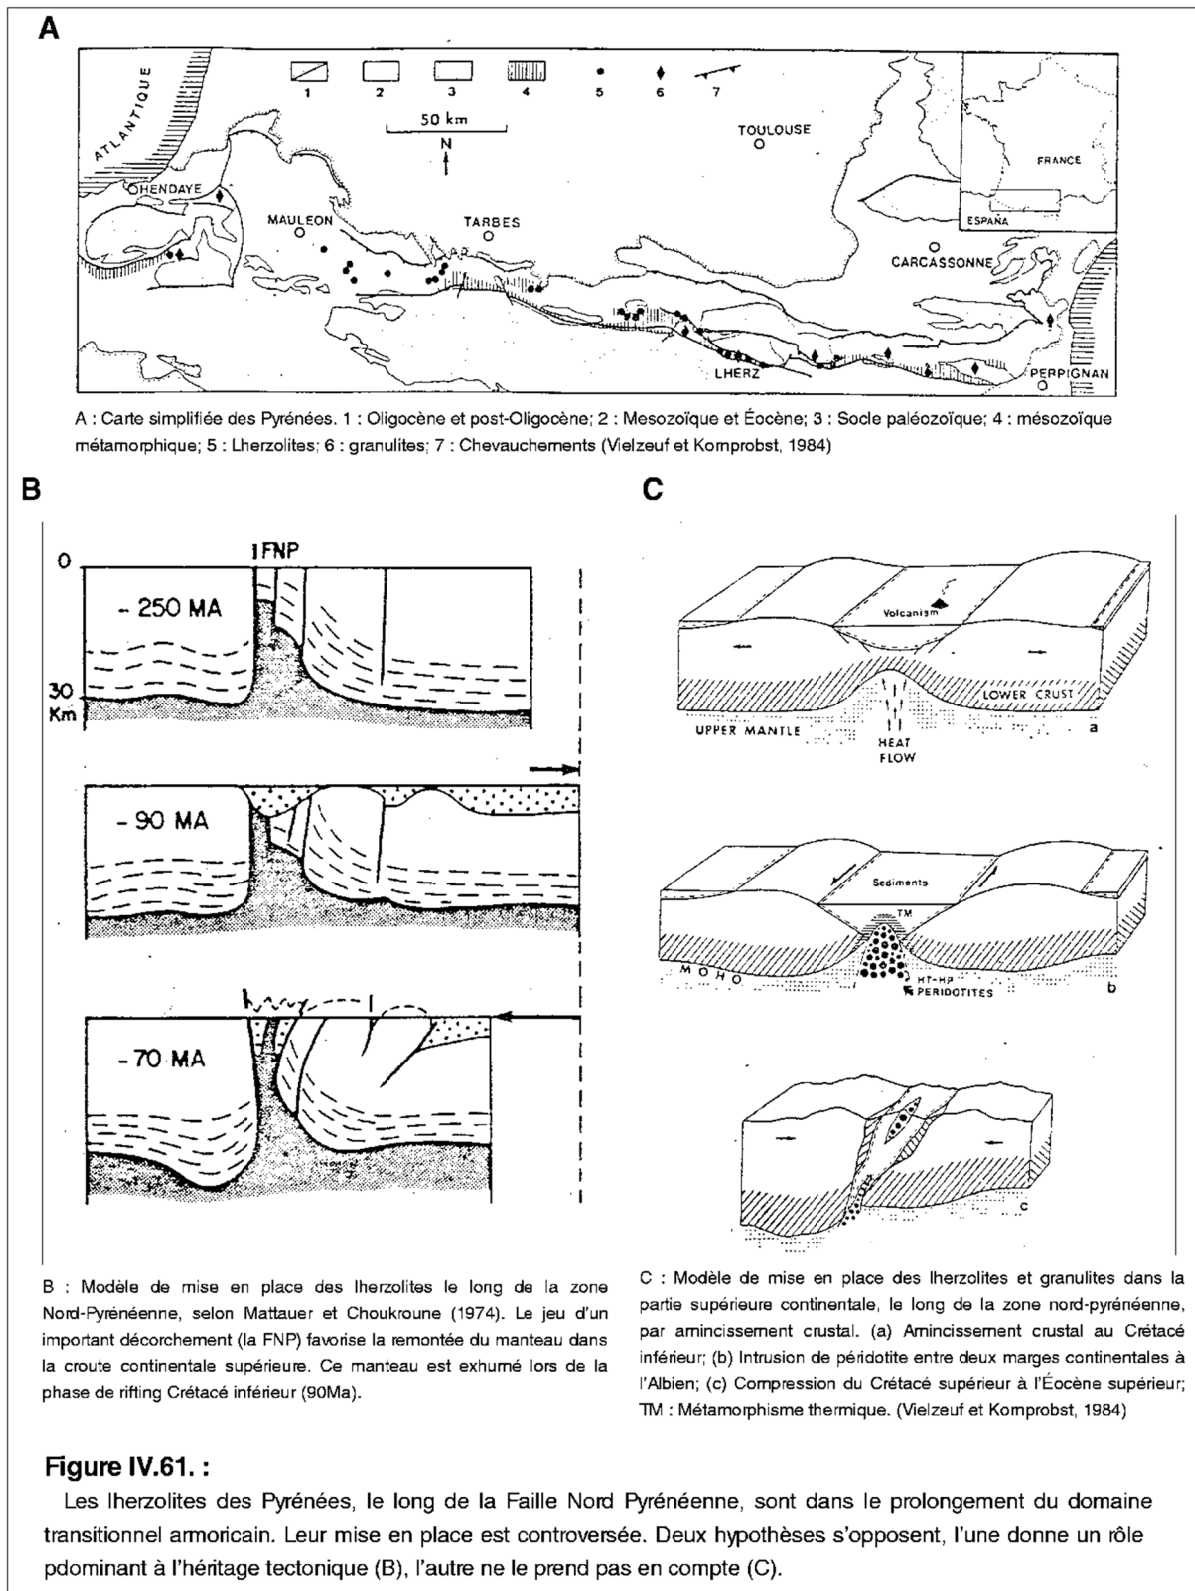 A
ATLANTIQUE
1 2 3 4 5 6 7
50 km
N
TOULOUSE
FRANCE
ESPAÑA
HENDAYE
MAULEON
TARBES
CARCASSONNE
LHERZ
PERPIGNAN
A : Carte simplifiée des Pyrénées. 1 : Oligocène et post-Oligocène; 2 : Mesozoïque et Éocène; 3 : Socle paléozoïque; 4 : mésozoïque
métamorphique; 5 : Lherzolites; 6 : granulites; 7 : Chevauchements (Vielzeuf et Kornprobst, 1984)
B
FNP
0
- 250 MA
30
Km
- 90 MA
- 70 MA
B : Modèle de mise en place des lherzolites le long de la zone
Nord-Pyrénéenne, selon Mattauer et Choukroune (1974). Le jeu d'un
important décorchement (la FNP) favorise la remontée du manteau dans
la croute continentale supérieure. Ce manteau est exhumé lors de la
phase de rifting Crétacé inférieur (90Ma).
C
Volcanism
LOWER CRUST
UPPER MANTLE
HEAT
FLOW
a
Sediments
TM
MOHO
HT-HP
PERIDOTITES
b
c
C : Modèle de mise en place des lherzolites et granulites dans la
partie supérieure continentale, le long de la zone nord-pyrénéenne,
par amincissement crustal. (a) Amincissement crustal au Crétacé
inférieur; (b) Intrusion de péridotite entre deux marges continentales à
l'Albien; (c) Compression du Crétacé supérieur à l'Éocène supérieur;
TM : Métamorphisme thermique. (Vielzeuf et Kornprobst, 1984)
Figure IV.61. :
Les lherzolites des Pyrénées, le long de la Faille Nord Pyrénéenne, sont dans le prolongement du domaine
transitionnel armoricain. Leur mise en place est controversée. Deux hypothèses s'opposent, l'une donne un rôle
pdominant à l'héritage tectonique (B), l'autre ne le prend pas en compte (C).